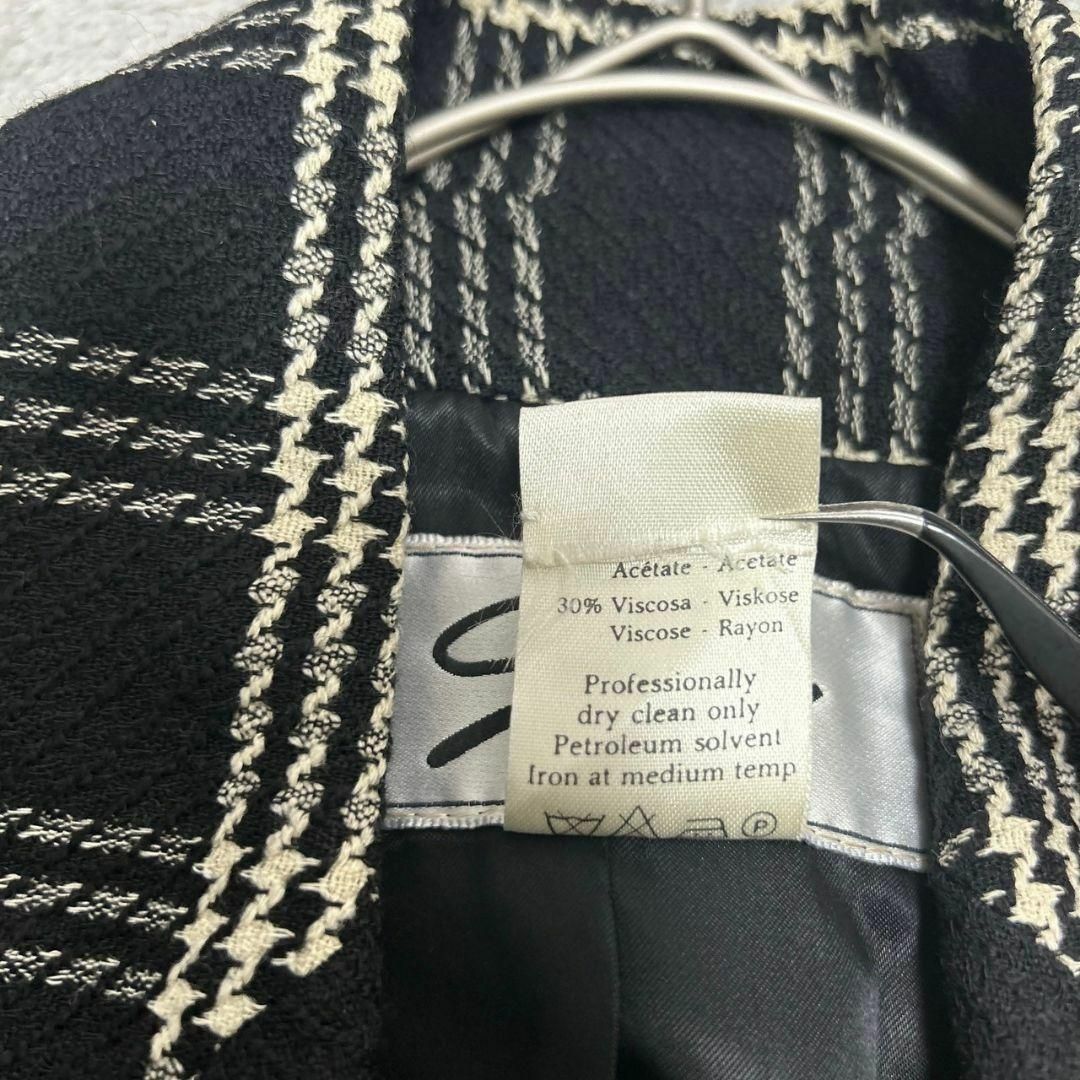 Acétate - Acetate
30% Viscosa - Viskose
Viscose - Rayon
Professionally
dry clean only
Petroleum solvent
Iron at medium temp
P